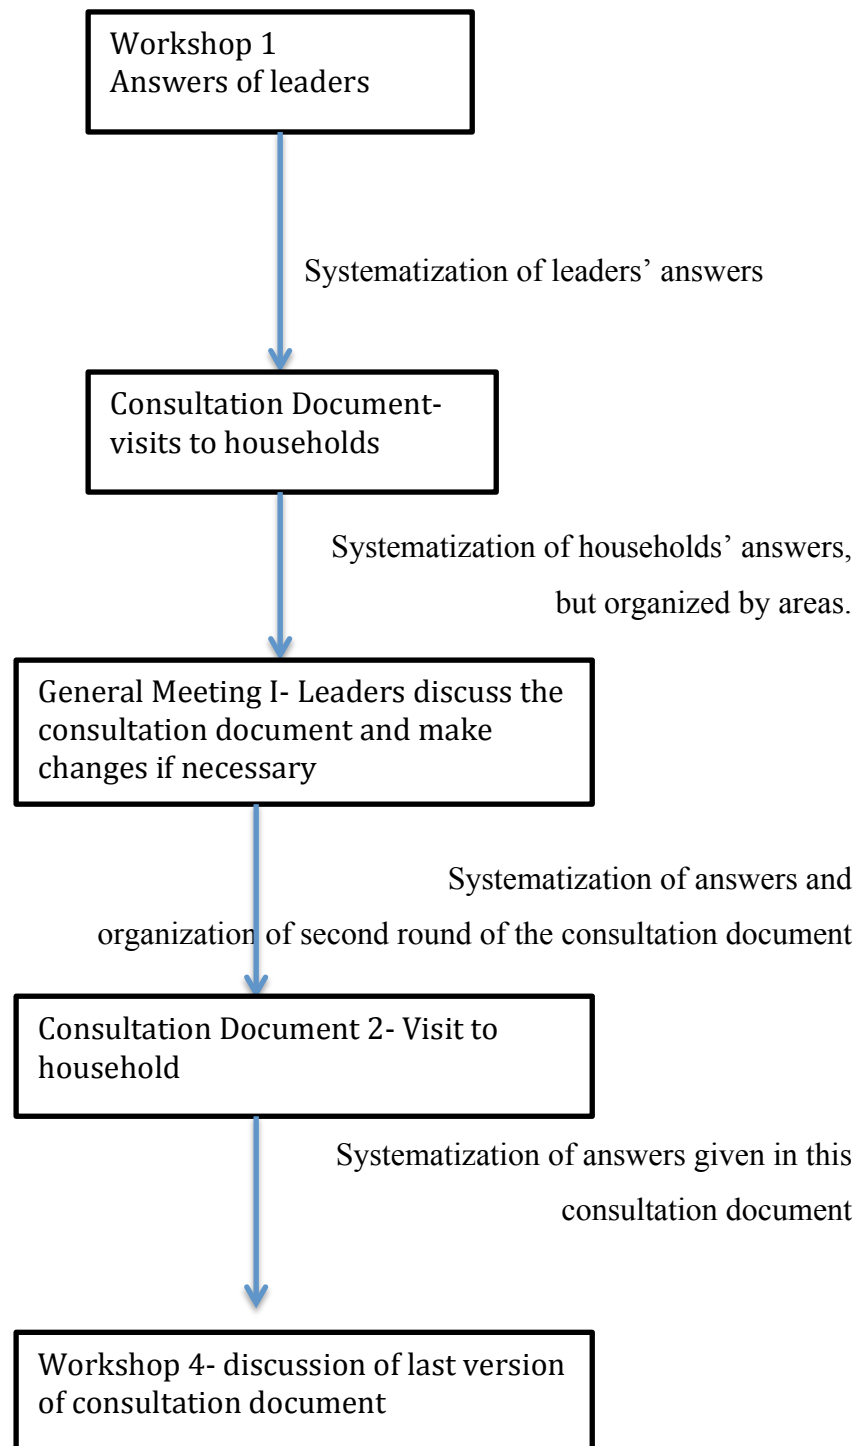 Workshop 1
Answers of leaders
Systematization of leaders’ answers
Consultation Document-
visits to households
Systematization of households’ answers,
but organized by areas.
General Meeting I- Leaders discuss the
consultation document and make
changes if necessary
Systematization of answers and
organization of second round of the consultation document
Consultation Document 2- Visit to
household
Systematization of answers given in this
consultation document
Workshop 4- discussion of last version
of consultation document